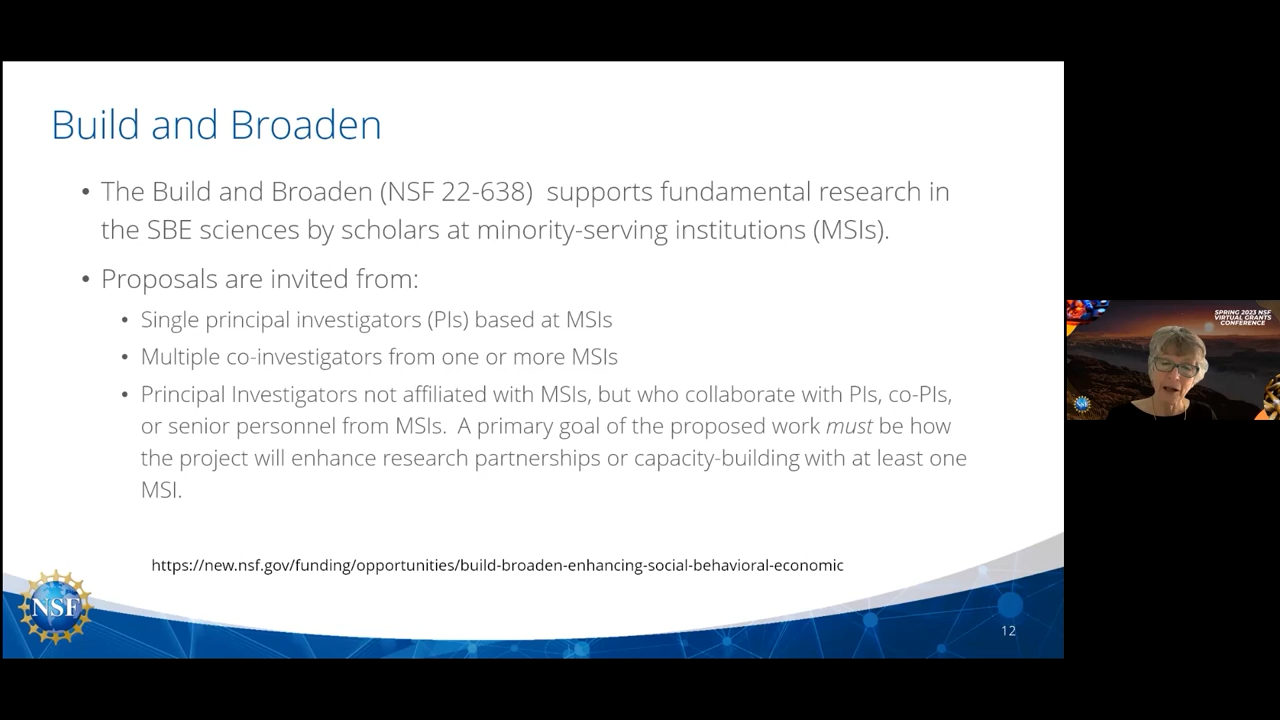 Build and Broaden
• The Build and Broaden (NSF 22-638) supports fundamental research in
the SBE sciences by scholars at minority-serving institutions (MSIs).
• Proposals are invited from:
• Single principal investigators (PIs) based at MSIs
• Multiple co-investigators from one or more MSIs
• Principal Investigators not affiliated with MSIs, but who collaborate with PIs, co-PIs,
or senior personnel from MSIs. A primary goal of the proposed work must be how
the project will enhance research partnerships or capacity-building with at least one
MSI.
https://new.nsf.gov/funding/opportunities/build-broaden-enhancing-social-behavioral-economic
NSF
12
SPRING 2023 NSF
VIRTUAL GRANTS
CONFERENCE
NSF